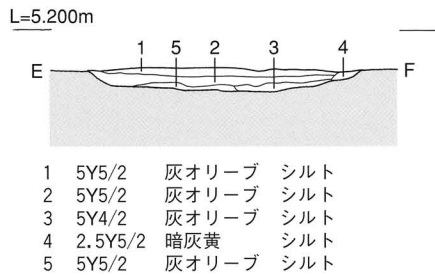 L=5.200m
1 5 2 3 4
E F
1 5Y5/2 灰オリーブ シルト
2 5Y5/2 灰オリーブ シルト
3 5Y4/2 灰オリーブ シルト
4 2.5Y5/2 暗灰黄 シルト
5 5Y5/2 灰オリーブ シルト